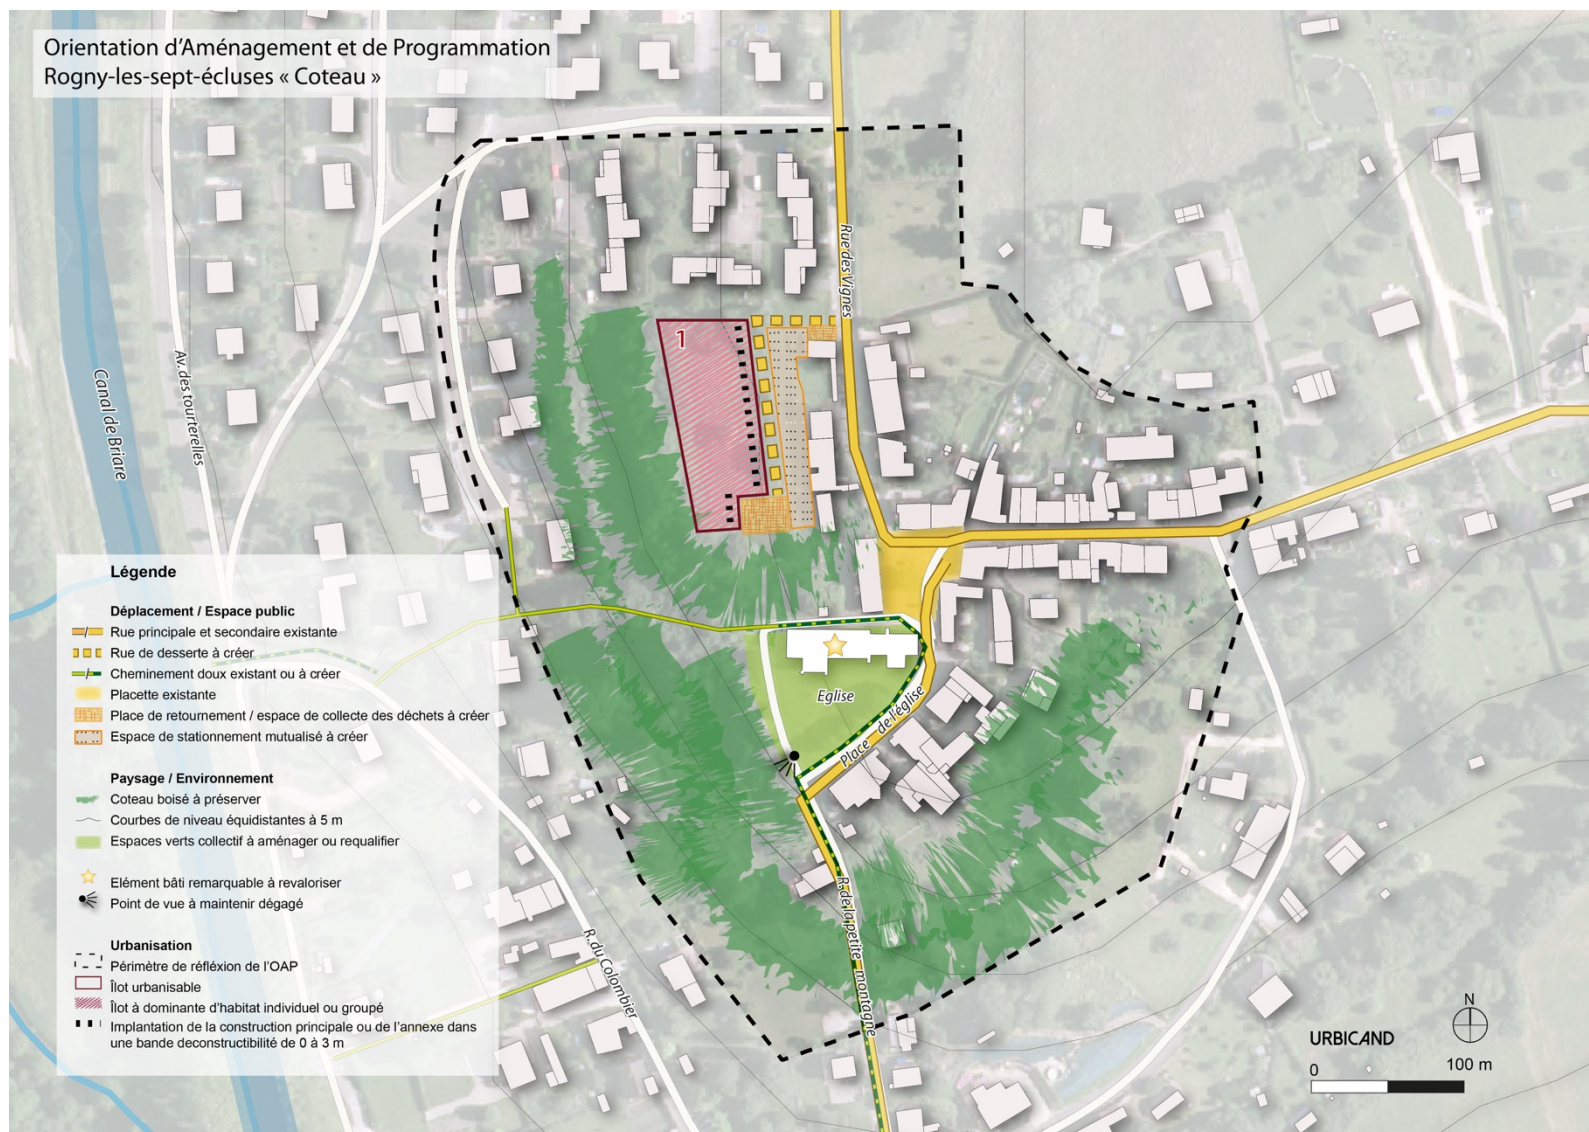 Orientation d'Aménagement et de Programmation
Rogny-les-sept-écluses « Coteau »
Rue des Vignes
1
Av. des tourterelles
Canal de Briare
Eglise
Place de l'église
R. de la petite montagne
R. du Colombier
Légende
Déplacement / Espace public
Rue principale et secondaire existante
Rue de desserte à créer
Cheminement doux existant ou à créer
Placette existante
Place de retournement / espace de collecte des déchets à créer
Espace de stationnement mutualisé à créer
Paysage / Environnement
Coteau boisé à préserver
Courbes de niveau équidistantes à 5 m
Espaces verts collectif à aménager ou requalifier
Elément bâti remarquable à revaloriser
Point de vue à maintenir dégagé
Urbanisation
Périmètre de réfléxion de l'OAP
Îlot urbanisable
Îlot à dominante d'habitat individuel ou groupé
Implantation de la construction principale ou de l'annexe dans
une bande deconstructibilité de 0 à 3 m
URBICAND
N
0
100 m